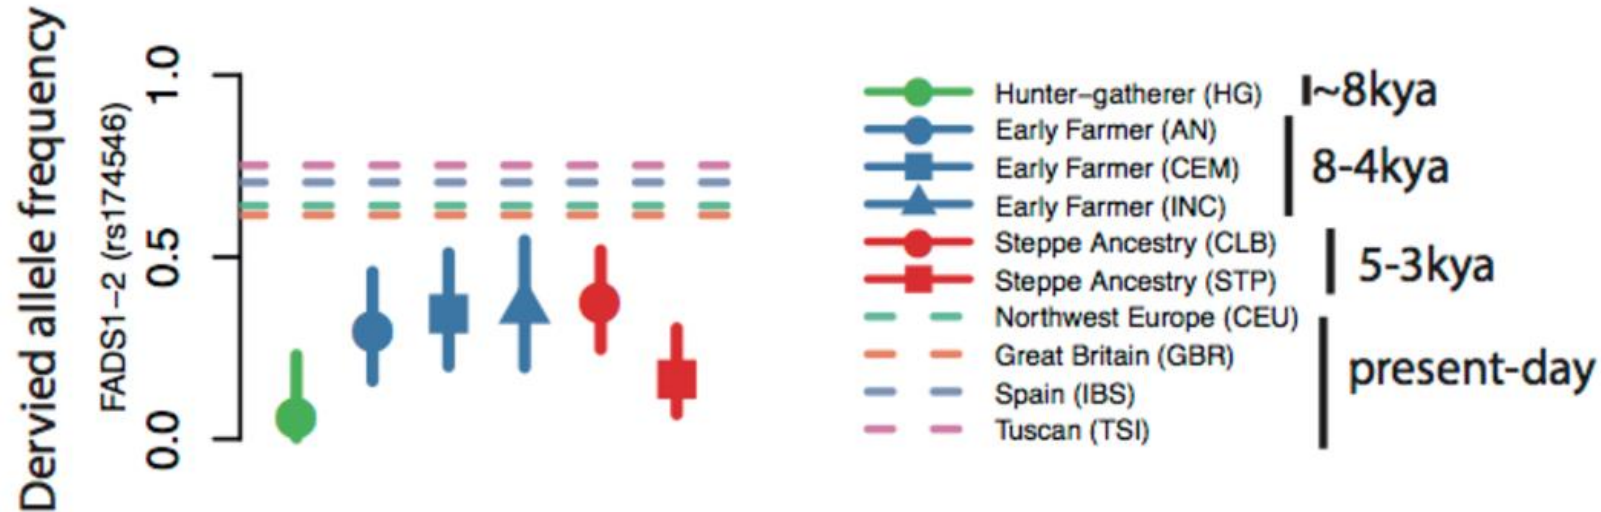 Dervied allele frequency
FADS1−2 (rs174546)
1.0
0.5
0.0
Hunter−gatherer (HG)
Early Farmer (AN)
Early Farmer (CEM)
Early Farmer (INC)
Steppe Ancestry (CLB)
Steppe Ancestry (STP)
Northwest Europe (CEU)
Great Britain (GBR)
Spain (IBS)
Tuscan (TSI)
~8kya
8-4kya
5-3kya
present-day